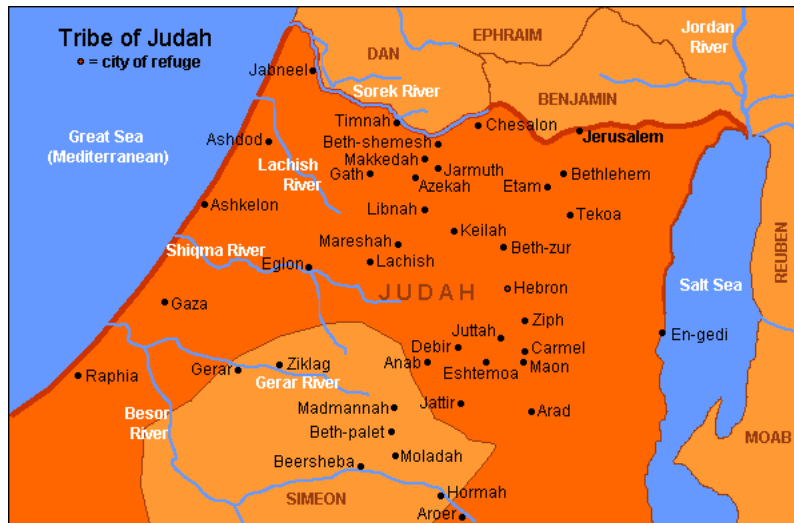 Tribe of Judah
= city of refuge
EPHRAIM
Jordan
River
DAN
Jabneel
Sorek River
BENJAMIN
Timnah
Chesalon
Great Sea
(Mediterranean)
Ashdod
Beth-shemesh
Jerusalem
Lachish
River
Makkedah
Jarmuth
Gath
Azekah
Etam
Bethlehem
Ashkelon
Libnah
Tekoa
Keilah
Shiqma River
Mareshah
Beth-zur
REUBEN
Eglon
Lachish
JUDAH
Hebron
Salt Sea
Gaza
Ziph
Juttah
En-gedi
Debir
Carmel
Raphia
Gerar
Ziklag
Anab
Eshtemoa
Maon
Gerar River
Besor
River
Madmannah
Jattir
Arad
Beth-palet
MOAB
Moladah
Beersheba
SIMEON
Hormah
Aroer